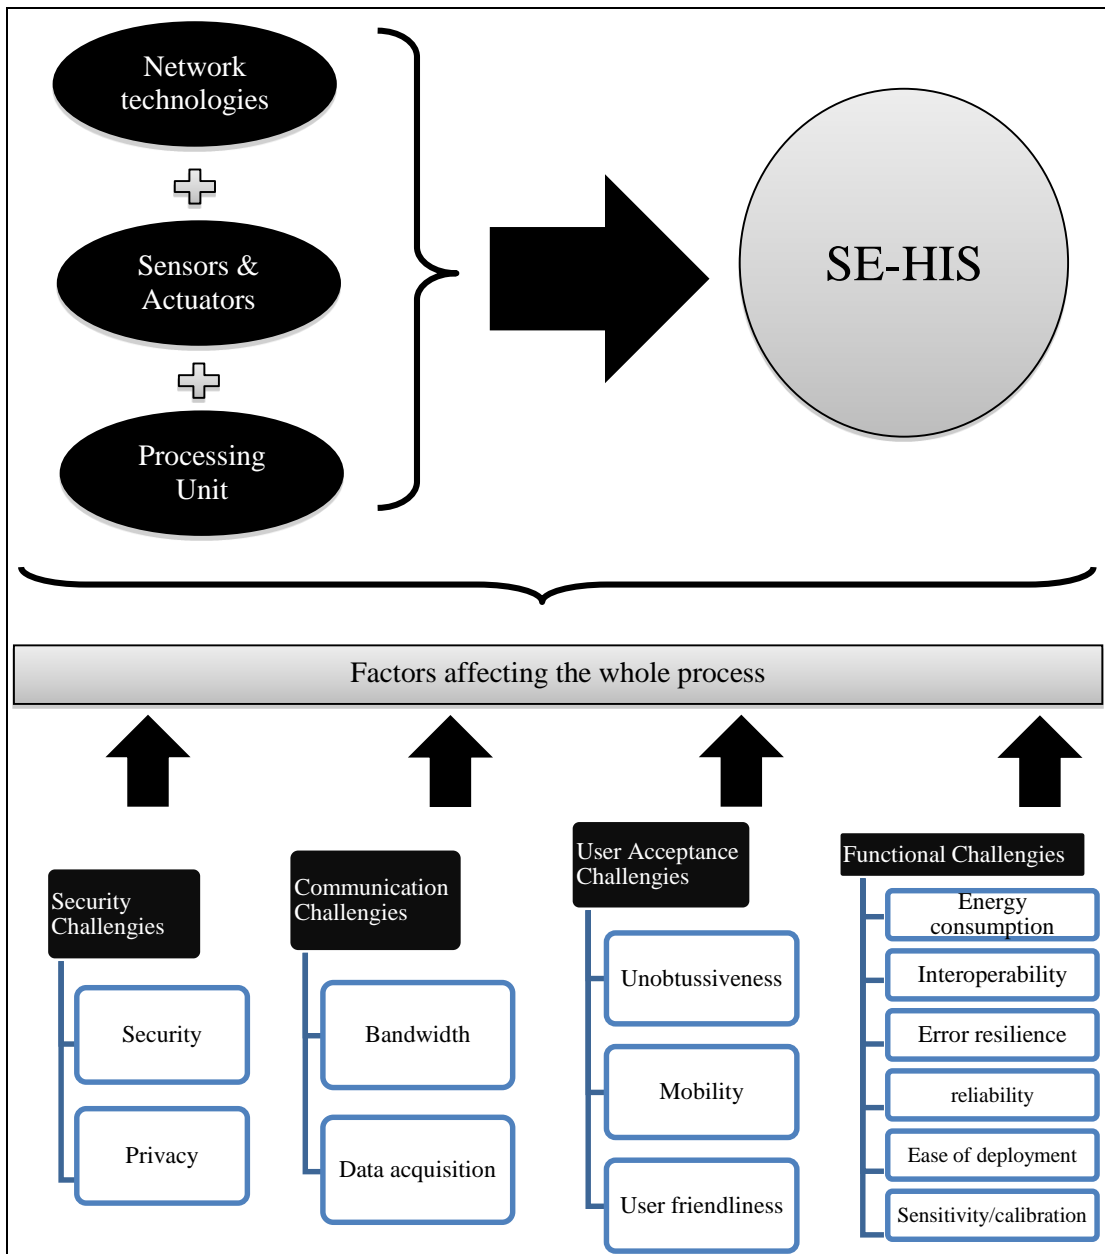 Network
technologies
Sensors &
Actuators
Processing
Unit
SE-HIS
Factors affecting the whole process
Security
Challengies
Security
Privacy
Communication
Challengies
Bandwidth
Data acquisition
User Acceptance
Challengies
Unobtussiveness
Mobility
User friendliness
Functional Challengies
Energy
consumption
Interoperability
Error resilience
reliability
Ease of deployment
Sensitivity/calibration